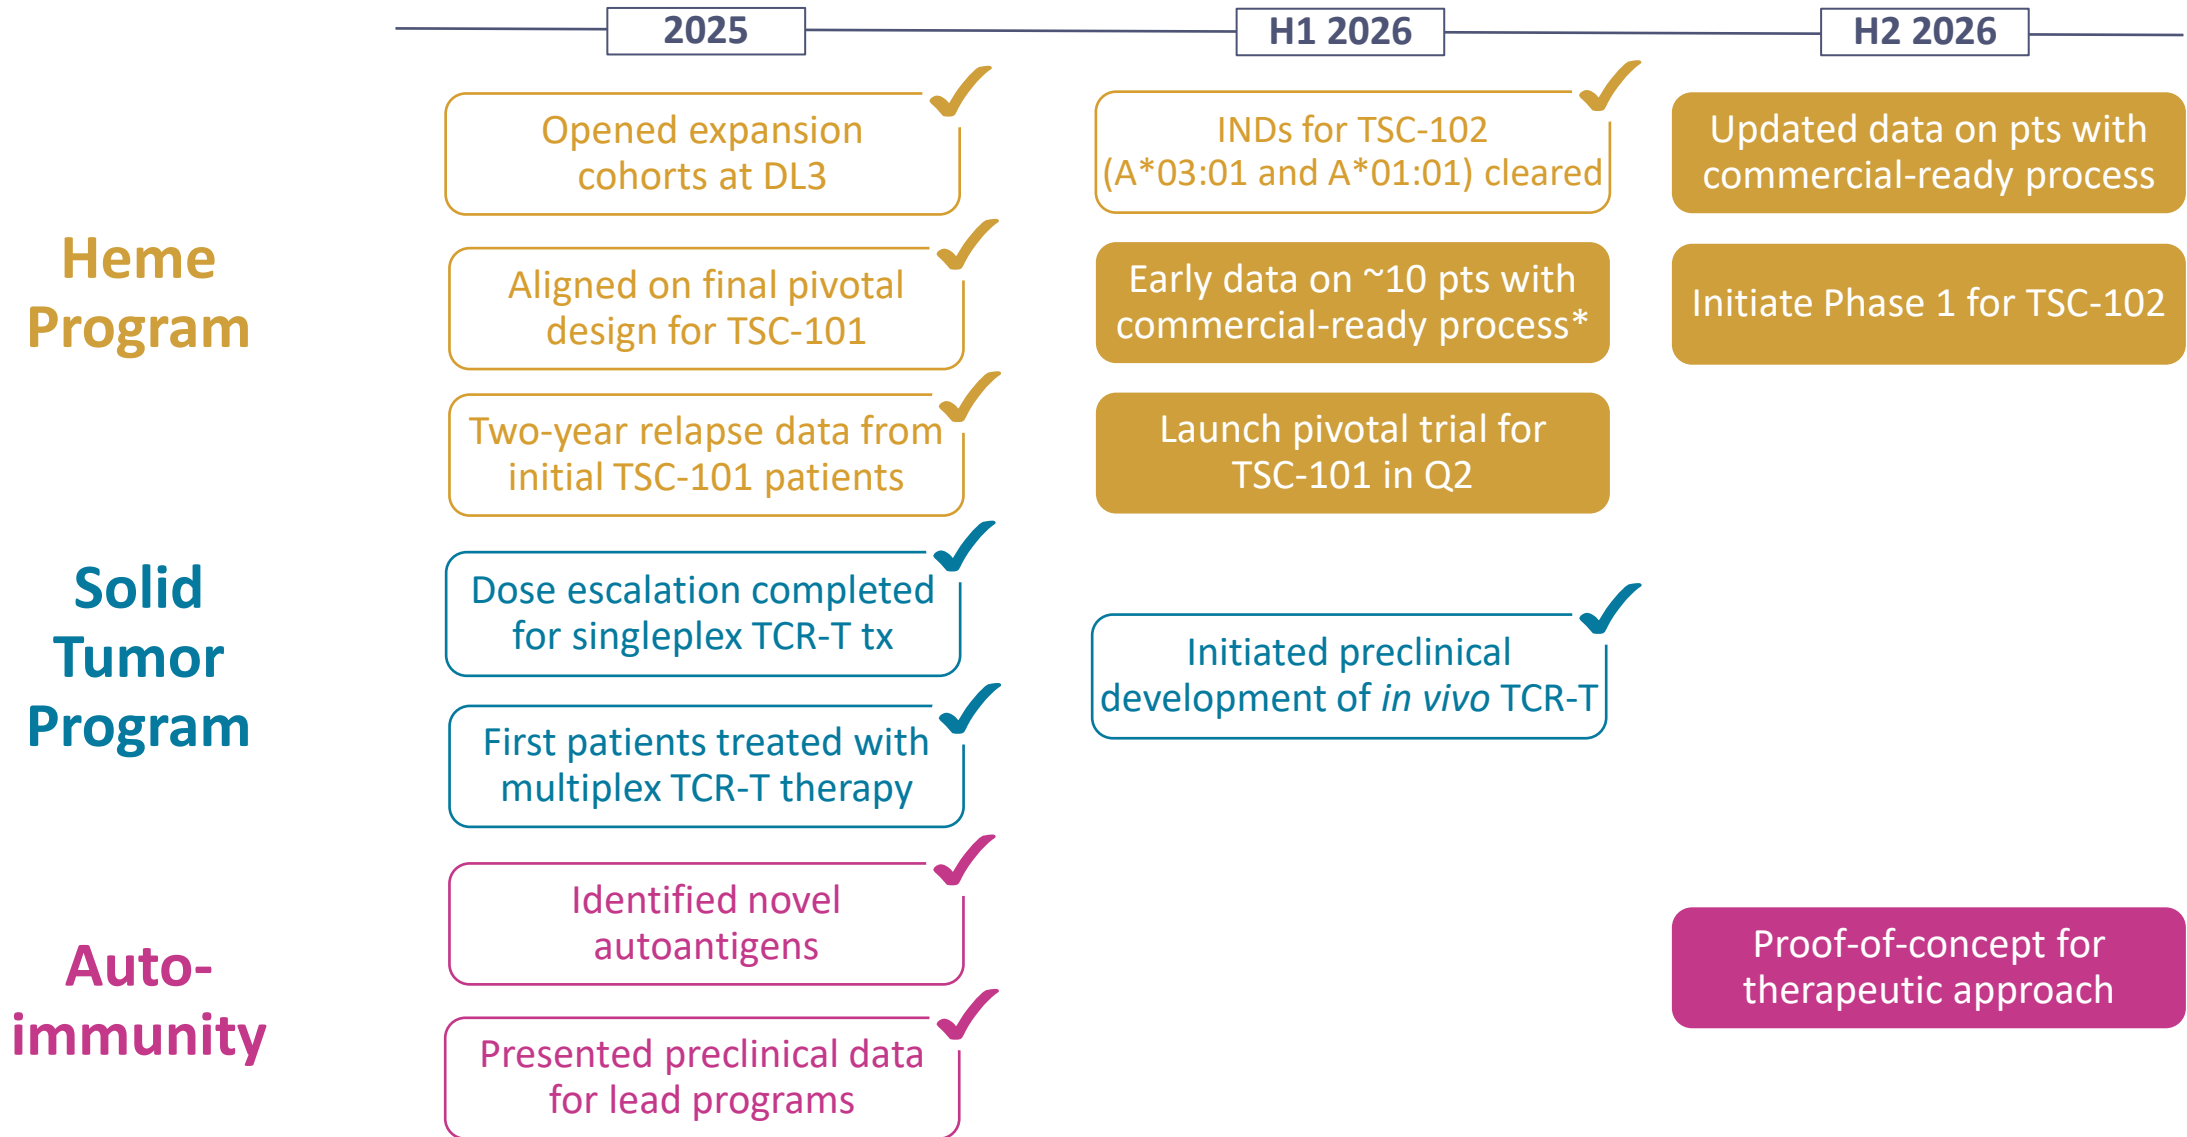 2025
H1 2026
H2 2026
Heme
Program
Opened expansion
cohorts at DL3
INDs for TSC-102
(A*03:01 and A*01:01) cleared
Updated data on pts with
commercial-ready process
Aligned on final pivotal
design for TSC-101
Early data on ~10 pts with
commercial-ready process*
Initiate Phase 1 for TSC-102
Two-year relapse data from
initial TSC-101 patients
Launch pivotal trial for
TSC-101 in Q2
Solid
Tumor
Program
Dose escalation completed
for singleplex TCR-T tx
Initiated preclinical
development of in vivo TCR-T
First patients treated with
multiplex TCR-T therapy
Auto-
immunity
Identified novel
autoantigens
Proof-of-concept for
therapeutic approach
Presented preclinical data
for lead programs